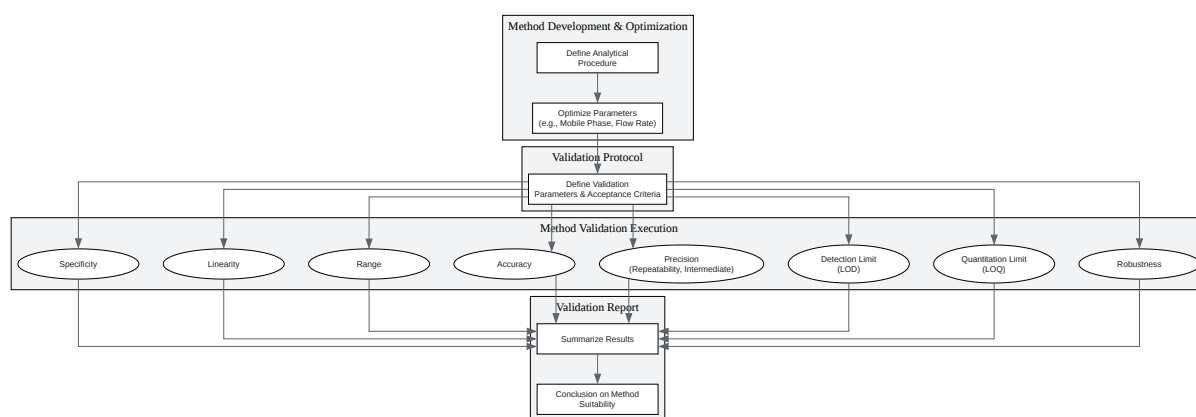 Method Development & Optimization
Define Analytical
Procedure
Optimize Parameters
(e.g., Mobile Phase, Flow Rate)
Validation Protocol
Define Validation
Parameters & Acceptance Criteria
Method Validation Execution
Specificity
Linearity
Range
Accuracy
Precision
(Repeatability, Intermediate)
Detection Limit
(LOD)
Quantitation Limit
(LOQ)
Robustness
Validation Report
Summarize Results
Conclusion on Method
Suitability